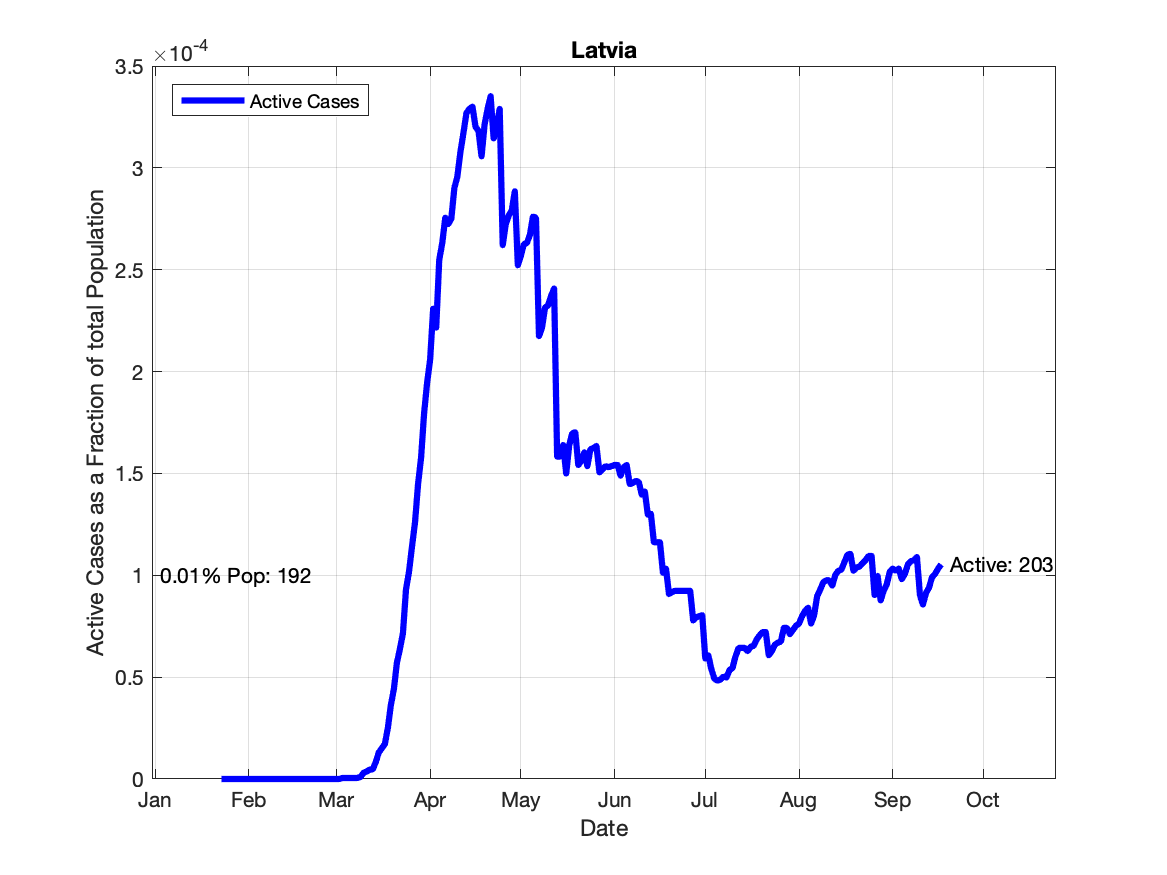 Latvia
×10-4
Active Cases
3.5
3
2.5
2
1.5
1
0.5
0
Active Cases as a Fraction of total Population
0.01% Pop: 192
Active: 203
Jan Feb Mar Apr May Jun Jul Aug Sep Oct
Date